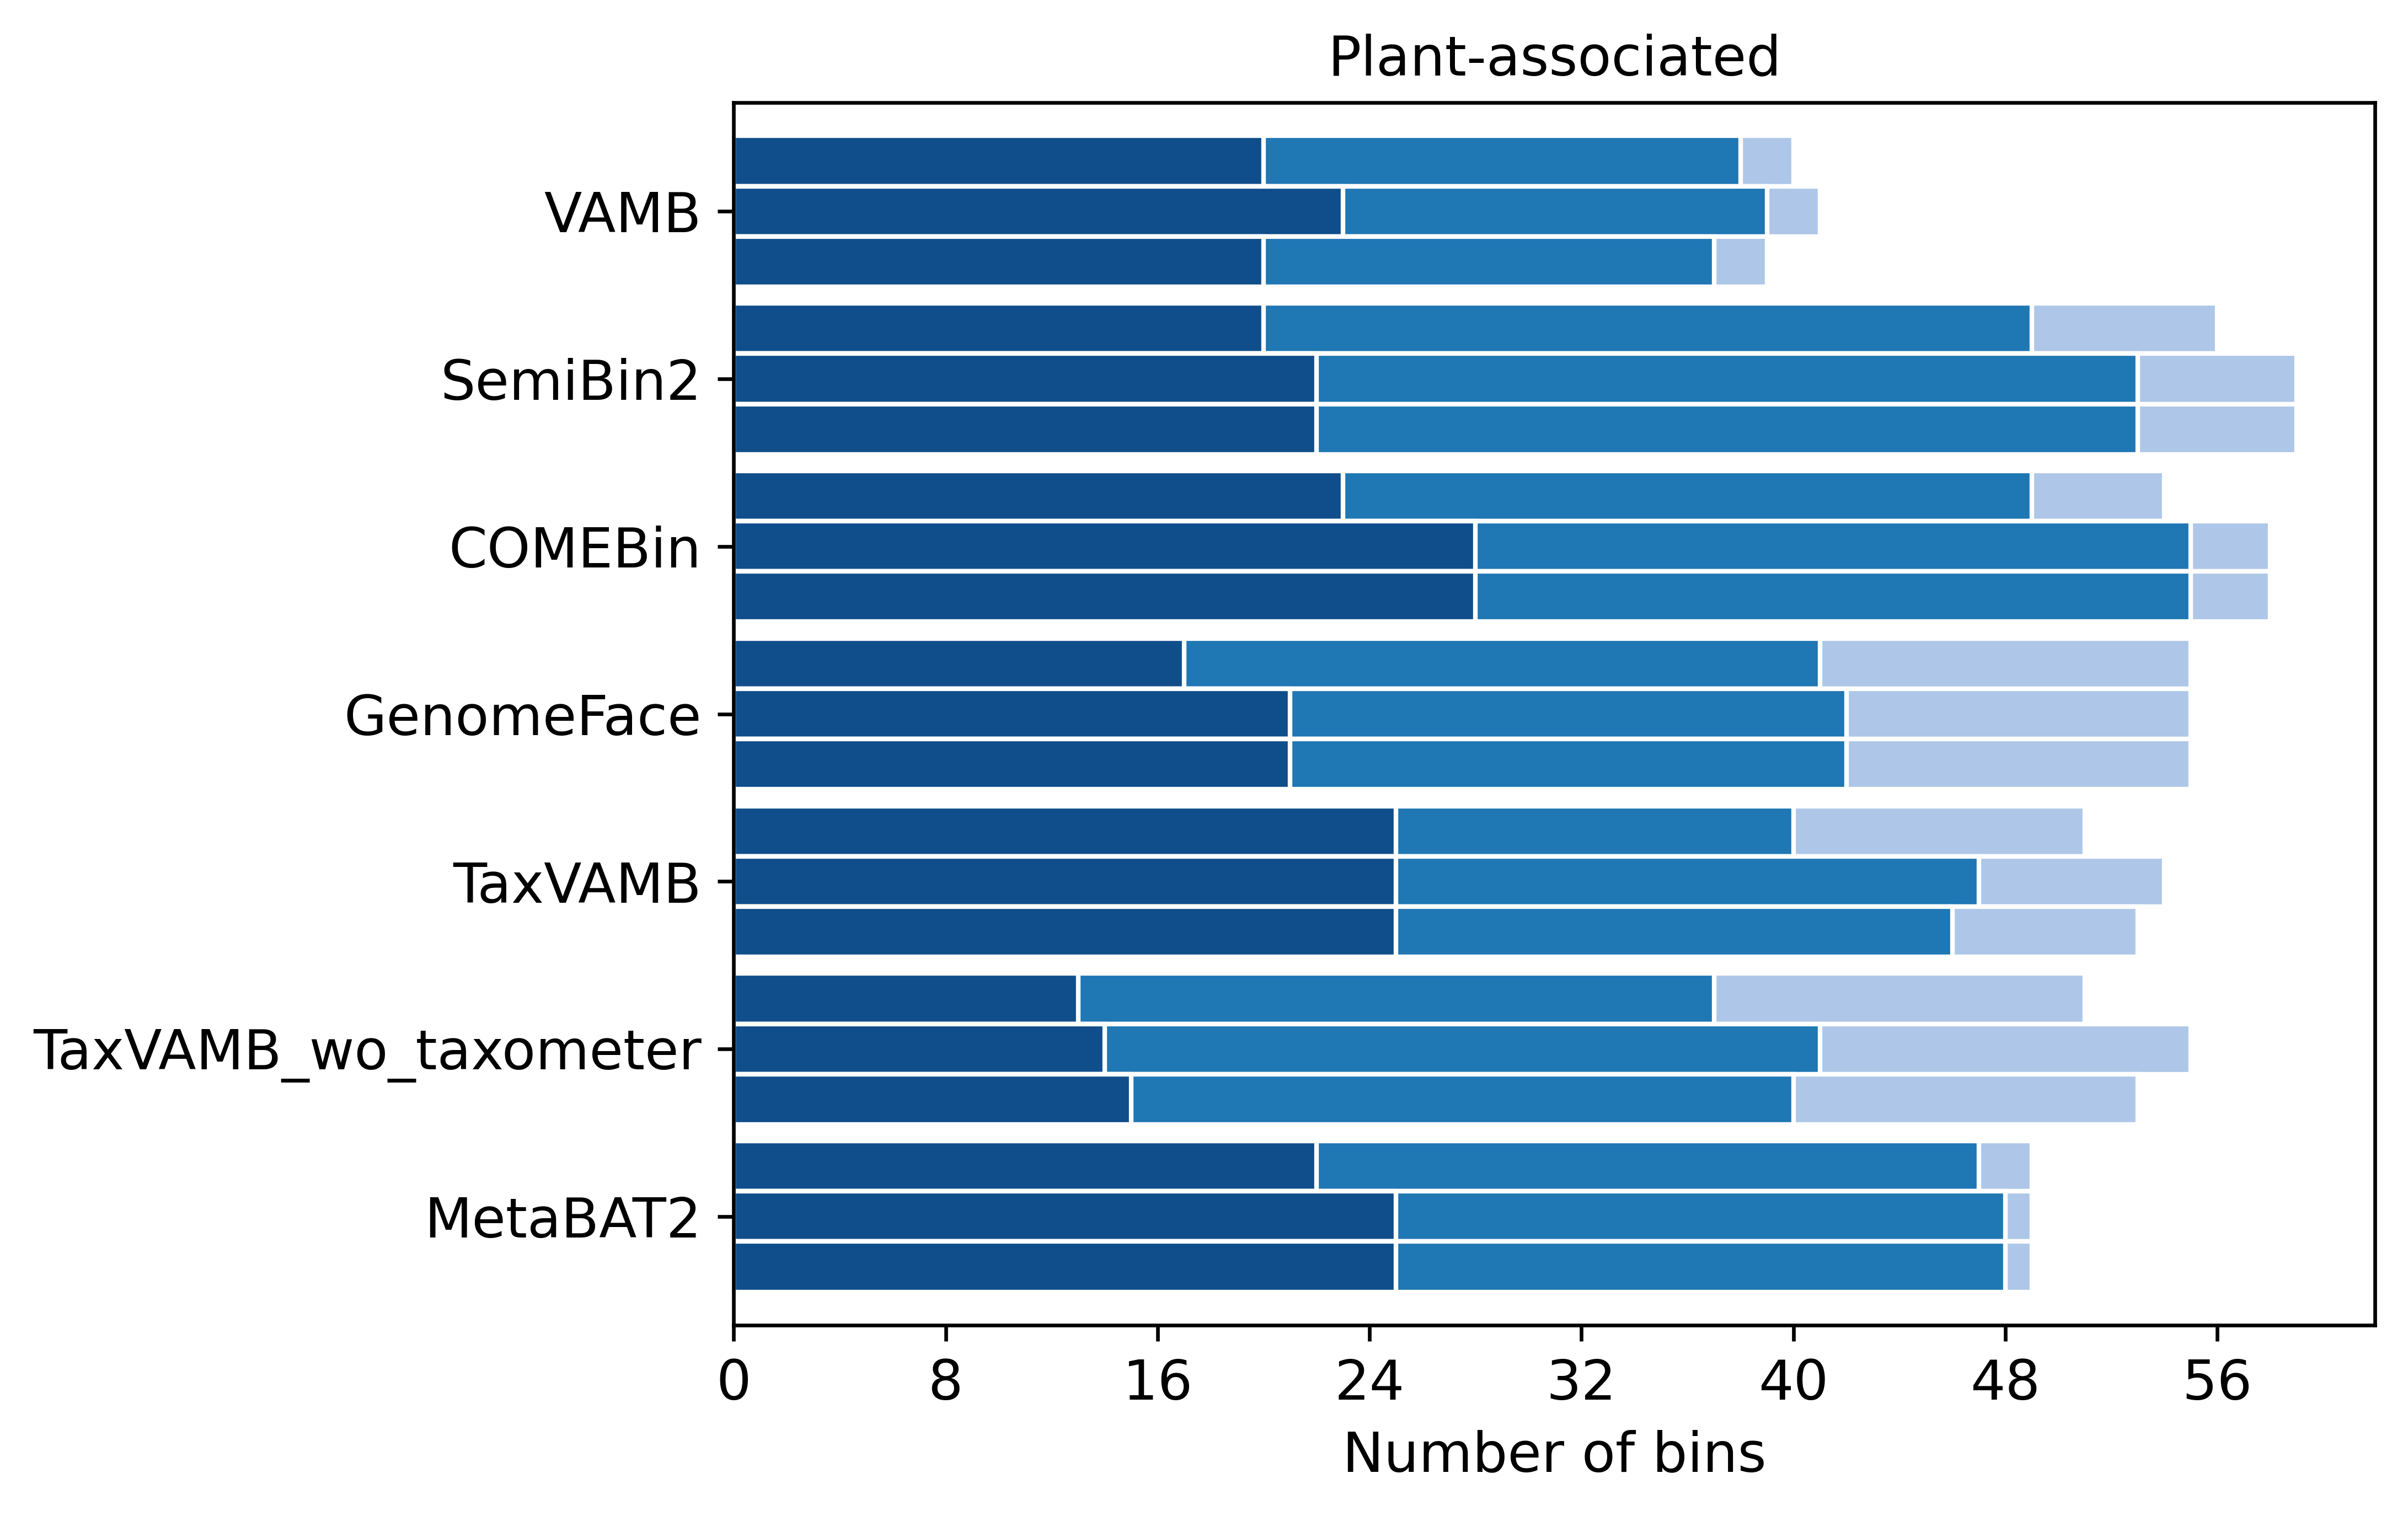 Plant-associated
VAMB
SemiBin2
COMEBin
GenomeFace
TaxVAMB
TaxVAMB_wo_taxometer
MetaBAT2
0 8 16 24 32 40 48 56
Number of bins